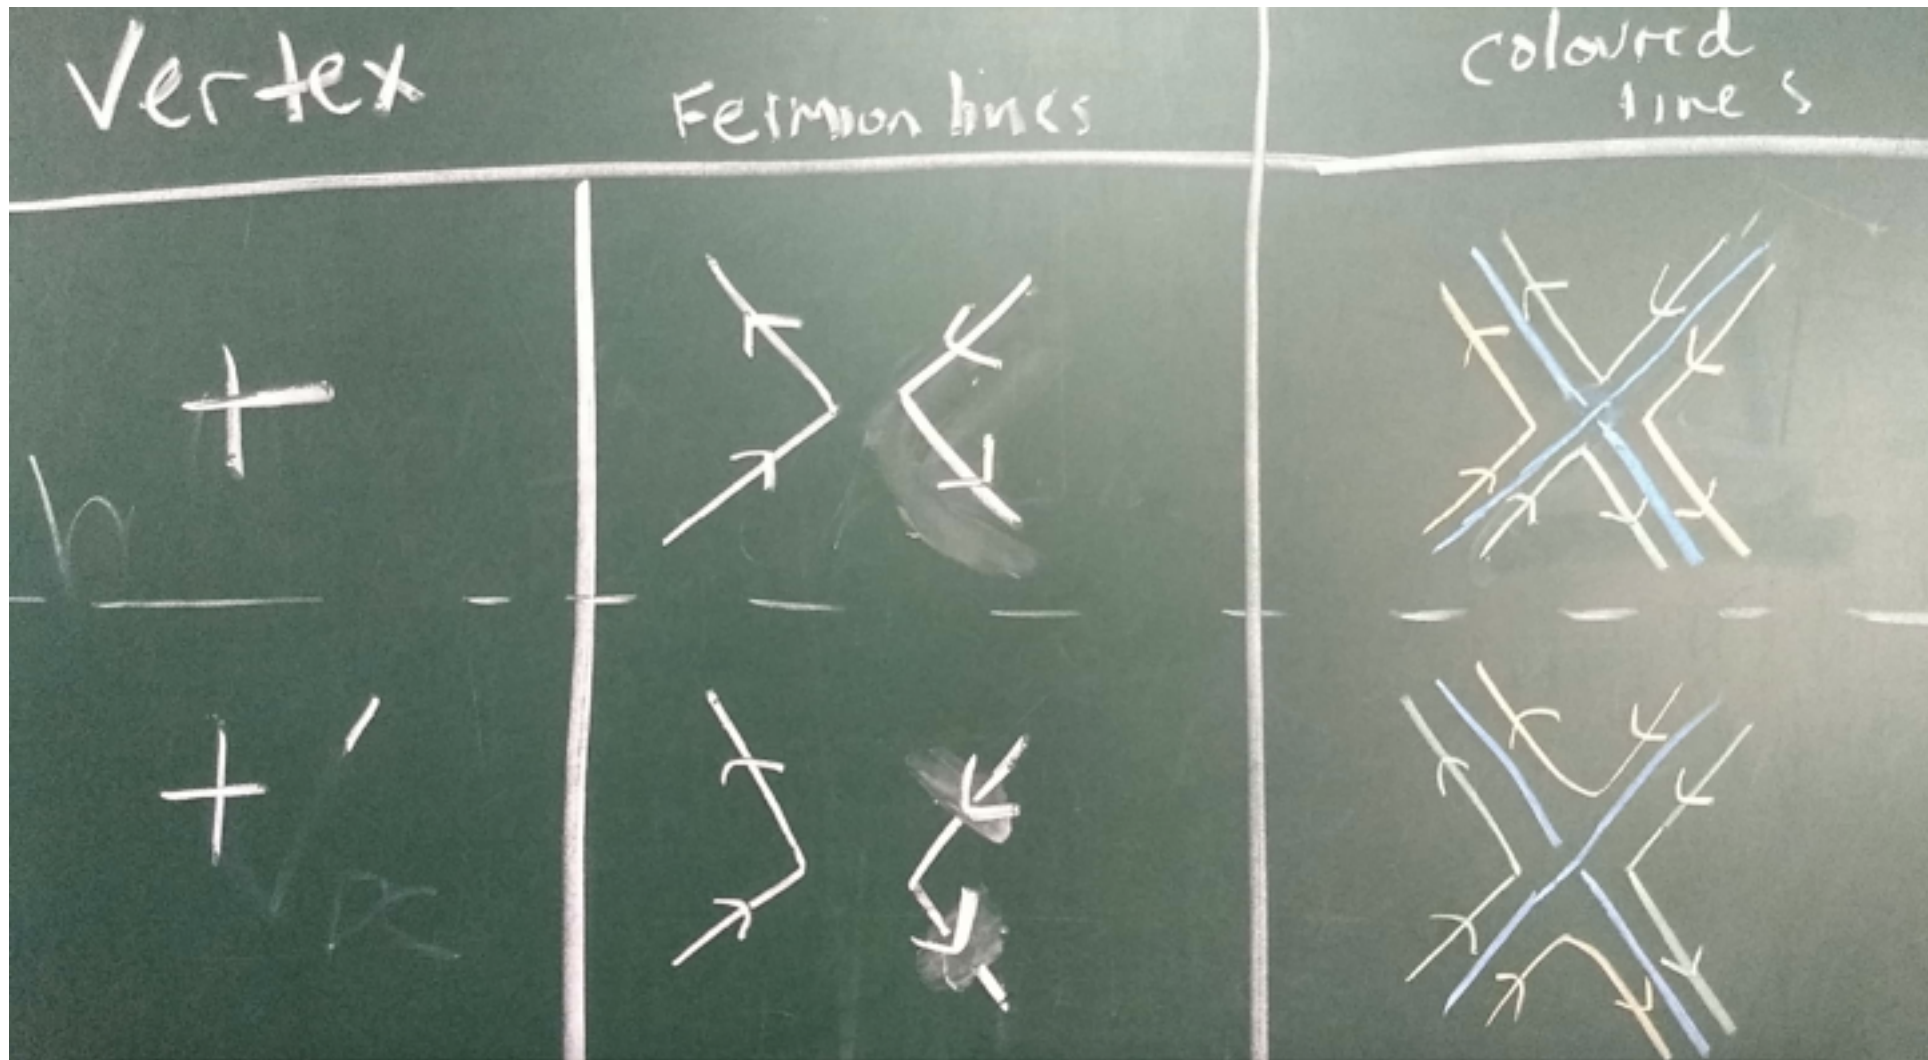 Vertex
Fermion lines
Coloured
lines
+
+